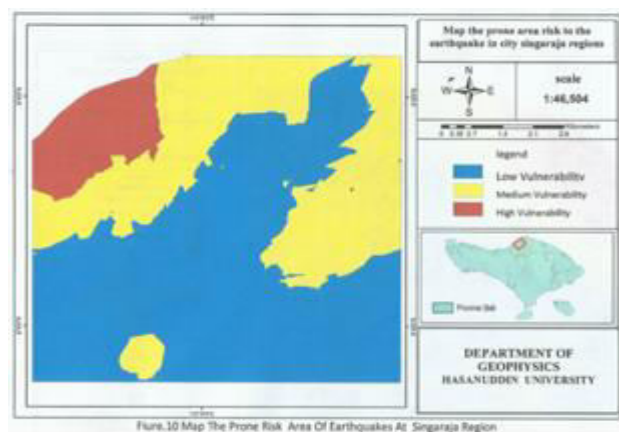 Map the prone area risk to the
earthquake in city singaraja regions
N
W
E
S
scale
1:46,504
legend
Low Vulnerability
Medium Vulnerability
High Vulnerability
DEPARTMENT OF
GEOPHYSICS
HASANUDDIN UNIVERSITY
Fiure.10 Map The Prone Risk Area Of Earthquakes At Singaraja Region